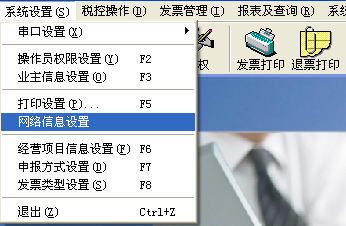 系统设置(S) 税控操作(D) 发票管理(I) 报表及查询(R) 系
串口设置(X)
操作员权限设置(Y) F2
业主信息设置(Z) F3
权 发票打印 退票打印
打印设置(P)... F5
网络信息设置
经营项目信息设置(F) F6
申报方式设置(T) F7
发票类型设置(S) F8
退出(Z) Ctrl+Z